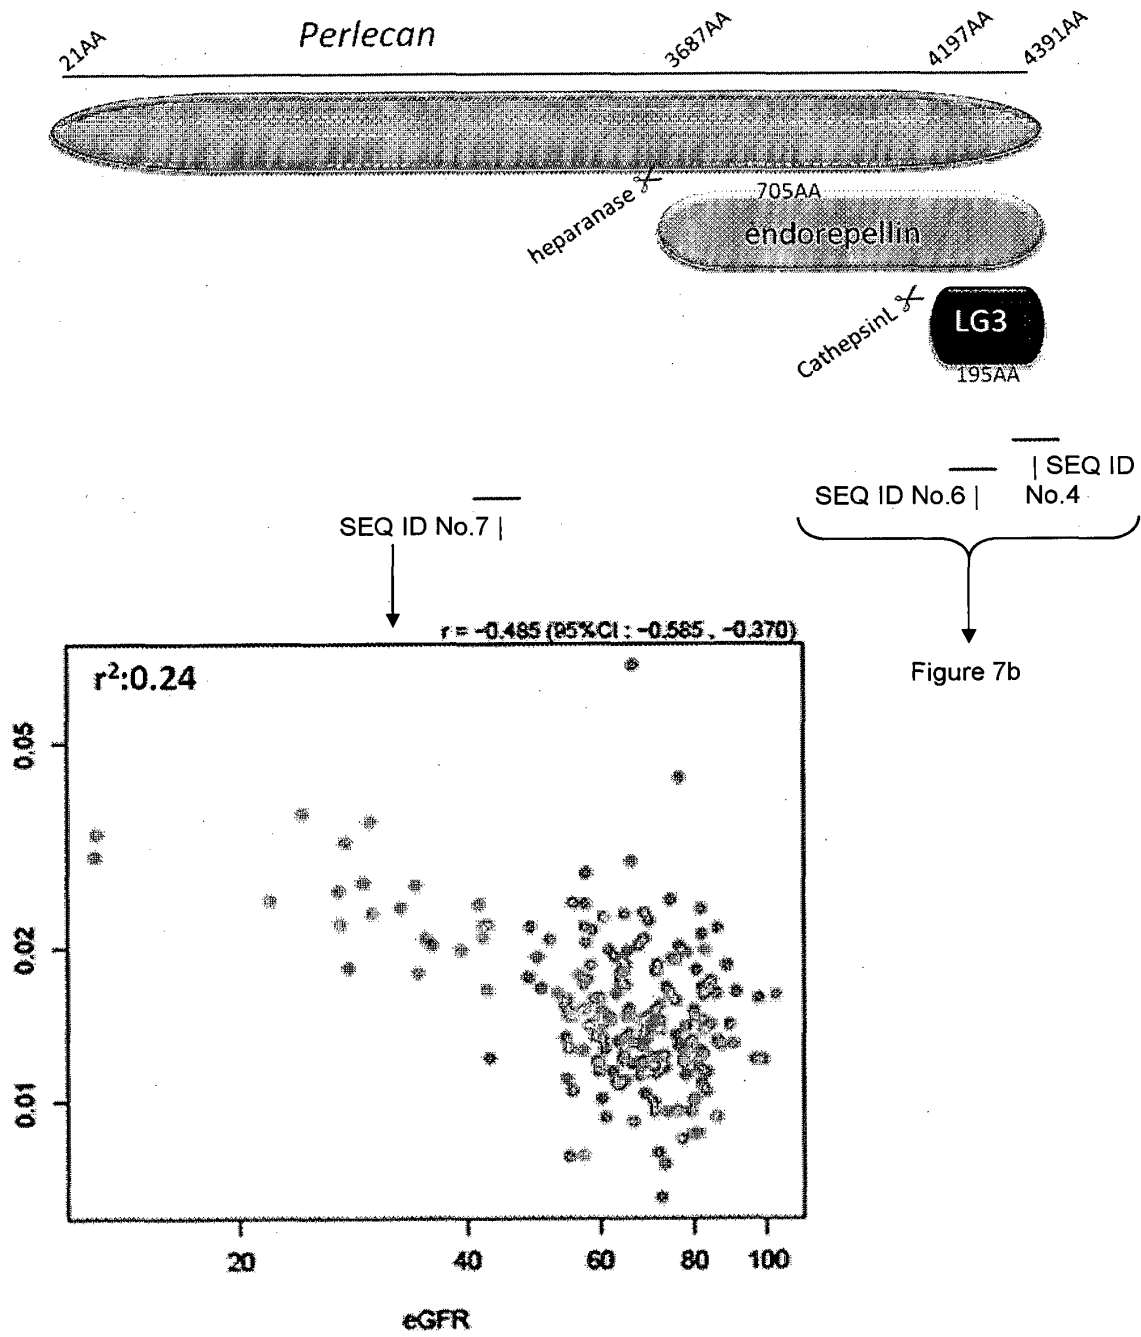 21AA
Perlecan
3687AA
4197AA
4391AA
heparanase
705AA
endorepellin
CathepsinL
LG3
195AA
| SEQ ID
SEQ ID No.6 |
No.4
SEQ ID No.7 |
r = -0.485 (95%CI : -0.585 , -0.370)
Figure 7b
r²:0.24
0.05
0.02
0.01
20
40
60
80
100
eGFR